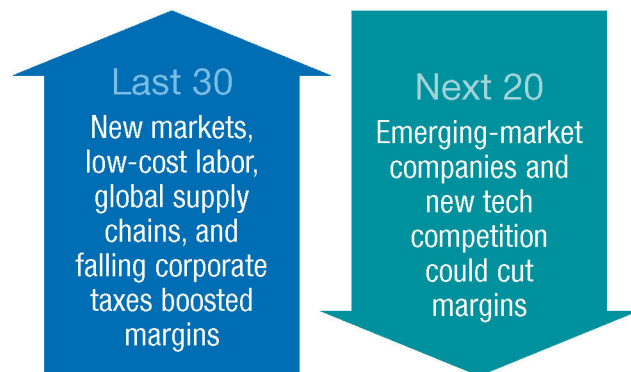 Last 30
New markets,
low-cost labor,
global supply
chains, and
falling corporate
taxes boosted
margins
Next 20
Emerging-market
companies and
new tech
competition
could cut
margins